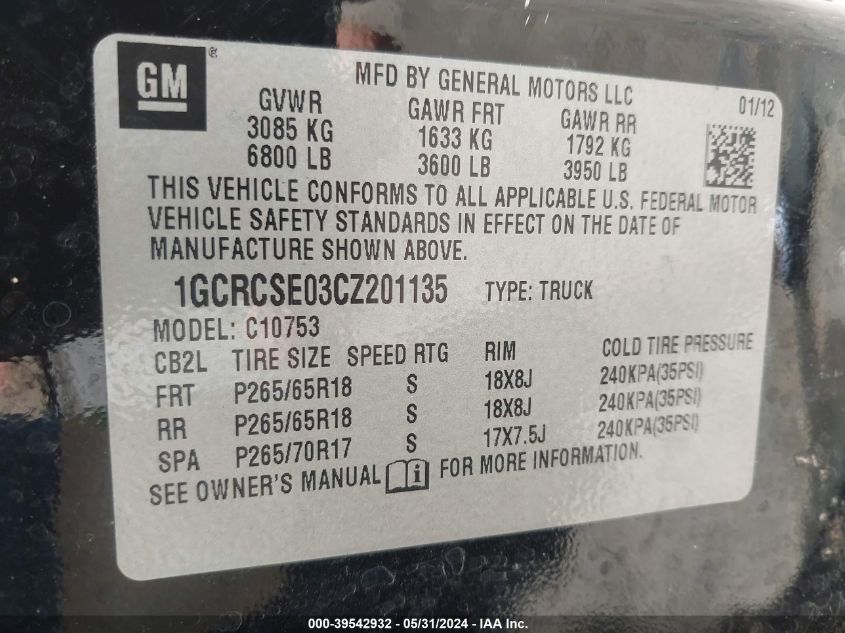 GM ®
MFD BY GENERAL MOTORS LLC
01/12
GVWR GAWR FRT GAWR RR
3085 KG 1633 KG 1792 KG
6800 LB 3600 LB 3950 LB
THIS VEHICLE CONFORMS TO ALL APPLICABLE U.S. FEDERAL MOTOR
VEHICLE SAFETY STANDARDS IN EFFECT ON THE DATE OF
MANUFACTURE SHOWN ABOVE.
1GCRCSE03CZ201135 TYPE: TRUCK
MODEL: C10753
CB2L TIRE SIZE SPEED RTG RIM COLD TIRE PRESSURE
FRT P265/65R18 S 18X8J 240KPA(35PSI)
RR P265/65R18 S 18X8J 240KPA(35PSI)
SPA P265/70R17 S 17X7.5J 240KPA(35PSI)
SEE OWNER'S MANUAL i FOR MORE INFORMATION.
000-39542932 - 05/31/2024 - IAA Inc.